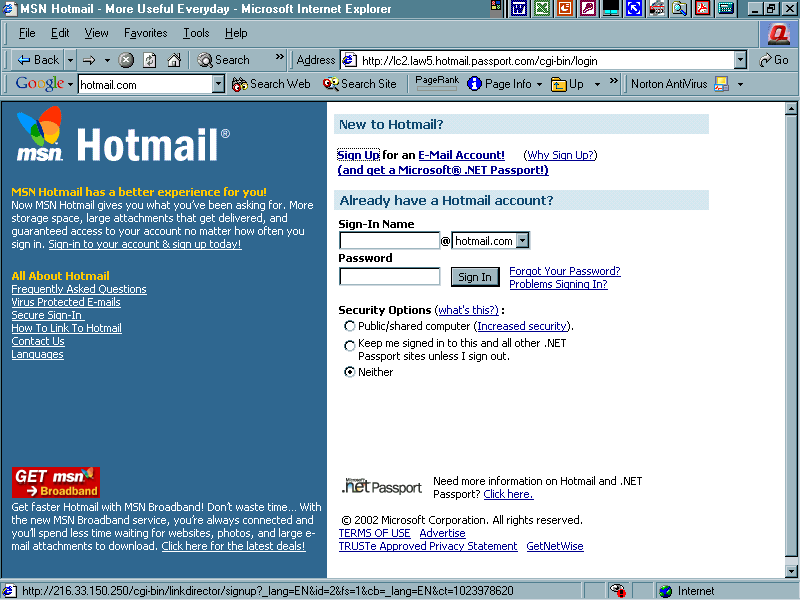 MSN Hotmail - More Useful Everyday - Microsoft Internet Explorer
File Edit View Favorites Tools Help
Back Search » Address http://lc2.law5.hotmail.passport.com/cgi-bin/login Go
Google hotmail.com Search Web Search Site PageRank Page Info Up » Norton AntiVirus
msn Hotmail®
MSN Hotmail has a better experience for you!
Now MSN Hotmail gives you what you've been asking for. More
storage space, large attachments that get delivered, and
guaranteed access to your account no matter how often you
sign in. Sign-in to your account & sign up today!
All About Hotmail
Frequently Asked Questions
Virus Protected E-mails
Secure Sign-In
How To Link To Hotmail
Contact Us
Languages
GET msn
Broadband
Get faster Hotmail with MSN Broadband! Don't waste time... With
the new MSN Broadband service, you're always connected and
you'll spend less time waiting for websites, photos, and large e-
mail attachments to download. Click here for the latest deals!
New to Hotmail?
Sign Up for an E-Mail Account! (Why Sign Up?)
(and get a Microsoft® .NET Passport!)
Already have a Hotmail account?
Sign-In Name
@ hotmail.com
Password
Sign In Forgot Your Password?
Problems Signing In?
Security Options (what's this?) :
Public/shared computer (Increased security).
Keep me signed in to this and all other .NET
Passport sites unless I sign out.
Neither
Microsoft .net Passport
Need more information on Hotmail and .NET
Passport? Click here.
© 2002 Microsoft Corporation. All rights reserved.
TERMS OF USE Advertise
TRUSTe Approved Privacy Statement GetNetWise
http://216.33.150.250/cgi-bin/linkdirector/signup?_lang=EN&id=2&fs=1&cb=_lang=EN&ct=1023978620 Internet